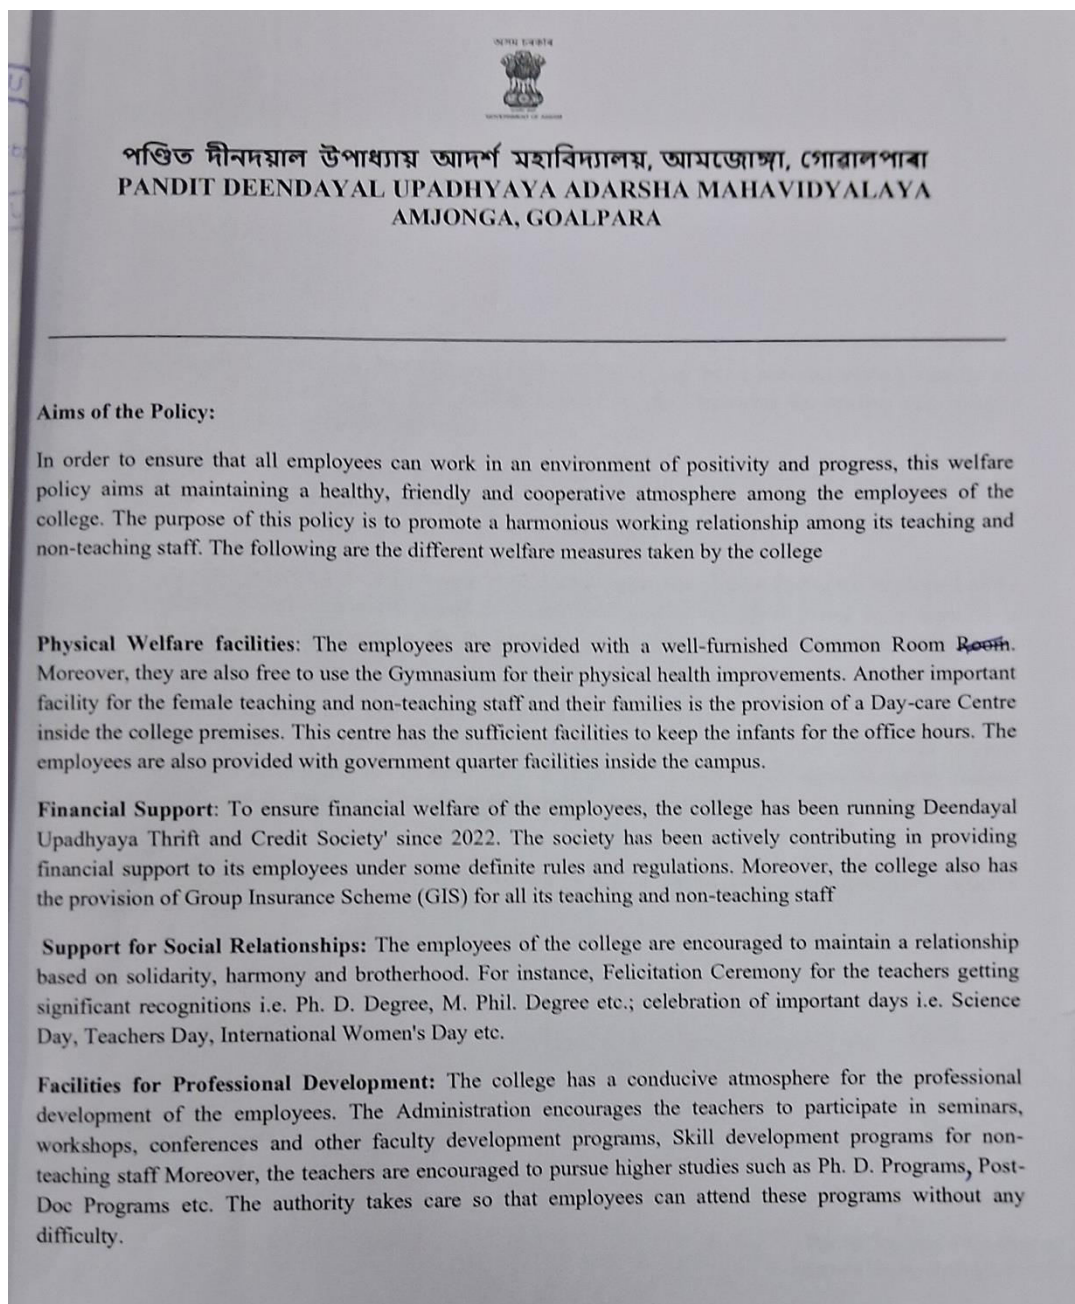 অসম চৰকাৰ
GOVERNMENT OF ASSAM
পণ্ডিত দীনদয়াল উপাধ্যায় আদৰ্শ মহাবিদ্যালয়, আমজোঙ্গা, গোৱালপাৰা
PANDIT DEENDAYAL UPADHYAYA ADARSHA MAHAVIDYALAYA
AMJONGA, GOALPARA
Aims of the Policy:
In order to ensure that all employees can work in an environment of positivity and progress, this welfare
policy aims at maintaining a healthy, friendly and cooperative atmosphere among the employees of the
college. The purpose of this policy is to promote a harmonious working relationship among its teaching and
non-teaching staff. The following are the different welfare measures taken by the college
Physical Welfare facilities: The employees are provided with a well-furnished Common Room Room.
Moreover, they are also free to use the Gymnasium for their physical health improvements. Another important
facility for the female teaching and non-teaching staff and their families is the provision of a Day-care Centre
inside the college premises. This centre has the sufficient facilities to keep the infants for the office hours. The
employees are also provided with government quarter facilities inside the campus.
Financial Support: To ensure financial welfare of the employees, the college has been running Deendayal
Upadhyaya Thrift and Credit Society' since 2022. The society has been actively contributing in providing
financial support to its employees under some definite rules and regulations. Moreover, the college also has
the provision of Group Insurance Scheme (GIS) for all its teaching and non-teaching staff
Support for Social Relationships: The employees of the college are encouraged to maintain a relationship
based on solidarity, harmony and brotherhood. For instance, Felicitation Ceremony for the teachers getting
significant recognitions i.e. Ph. D. Degree, M. Phil. Degree etc.; celebration of important days i.e. Science
Day, Teachers Day, International Women's Day etc.
Facilities for Professional Development: The college has a conducive atmosphere for the professional
development of the employees. The Administration encourages the teachers to participate in seminars,
workshops, conferences and other faculty development programs, Skill development programs for non-
teaching staff Moreover, the teachers are encouraged to pursue higher studies such as Ph. D. Programs, Post-
Doc Programs etc. The authority takes care so that employees can attend these programs without any
difficulty.